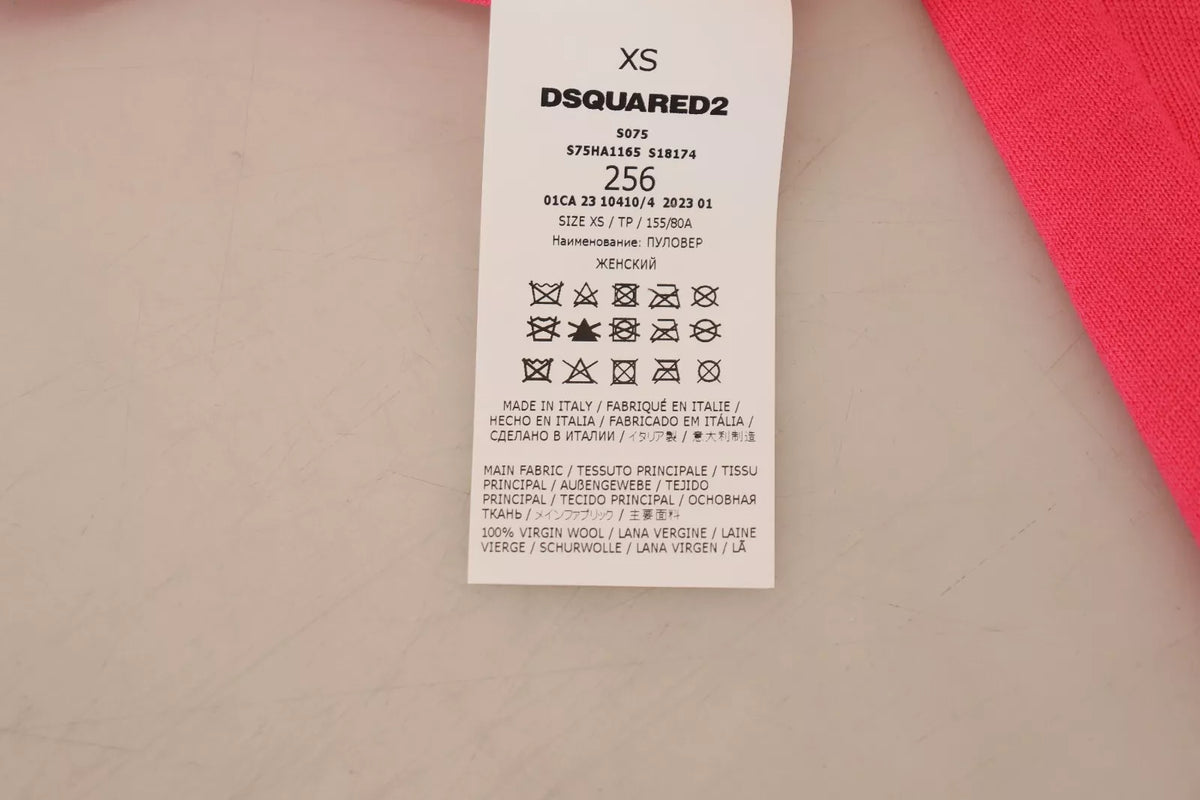 XS
DSQUARED2
S075
S75HA1165 S18174
256
01CA 23 10410/4 2023 01
SIZE XS / TP / 155/80A
Наименование: ПУЛОВЕР
ЖЕНСКИЙ
MADE IN ITALY / FABRIQUÉ EN ITALIE /
HECHO EN ITALIA / FABRICADO EM ITÁLIA /
СДЕЛАНО В ИТАЛИИ / イタリア製 / 意大利制造
MAIN FABRIC / TESSUTO PRINCIPALE / TISSU
PRINCIPAL / AUßENGEWEBE / TEJIDO
PRINCIPAL / TECIDO PRINCIPAL / ОСНОВНАЯ
ТКАНЬ / メインファブリック / 主要面料
100% VIRGIN WOOL / LANA VERGINE / LAINE
VIERGE / SCHURWOLLE / LANA VIRGEN / LÃ